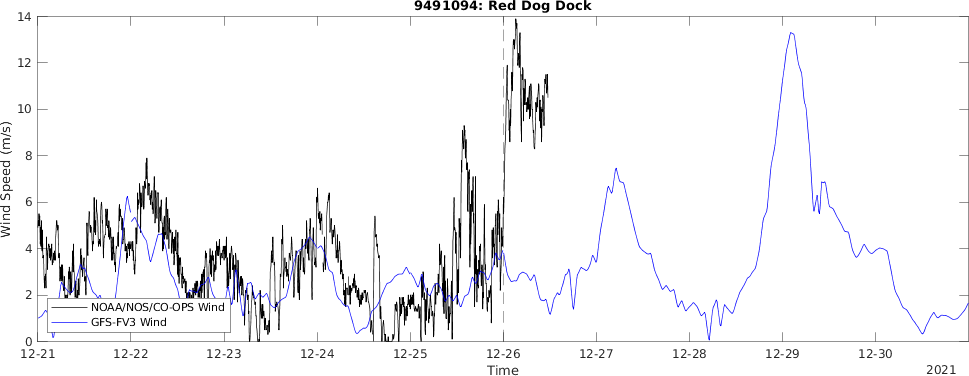 9491094: Red Dog Dock
14
12
10
8
6
4
2
0
Wind Speed (m/s)
NOAA/NOS/CO-OPS Wind
GFS-FV3 Wind
12-21 12-22 12-23 12-24 12-25 12-26 12-27 12-28 12-29 12-30
Time
2021